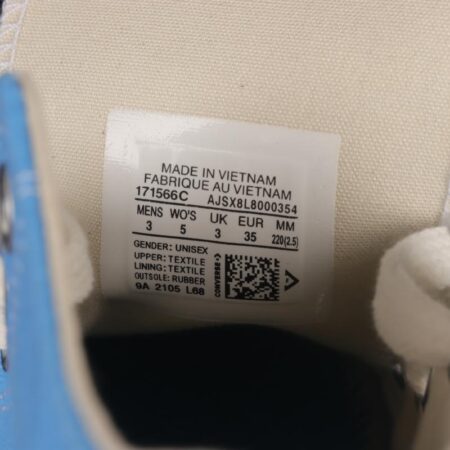 MADE IN VIETNAM
FABRIQUE AU VIETNAM
171566C AJSX8L8000354
MENS WO'S UK EUR MM
3 5 3 35 220(2.5)
GENDER: UNISEX
UPPER: TEXTILE
LINING: TEXTILE
OUTSOLE: RUBBER
9A 2105 L68
CONVERSE